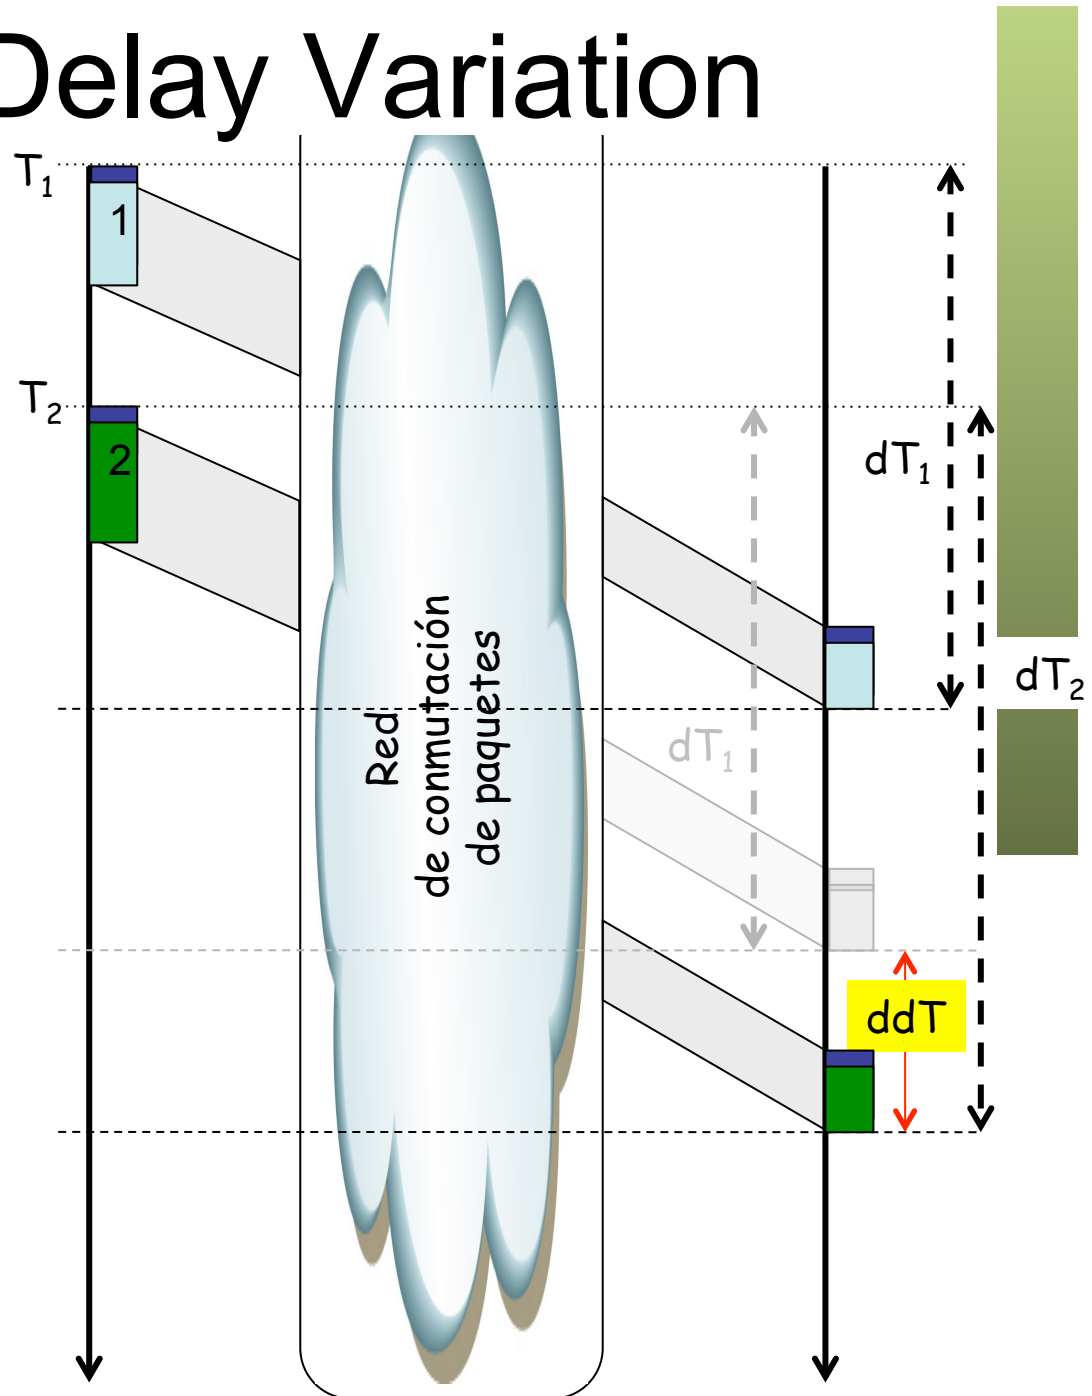 Delay Variation
T₁
1
T₂
2
dT₁
dT₂
Red
de conmutación
de paquetes
dT₁
ddT